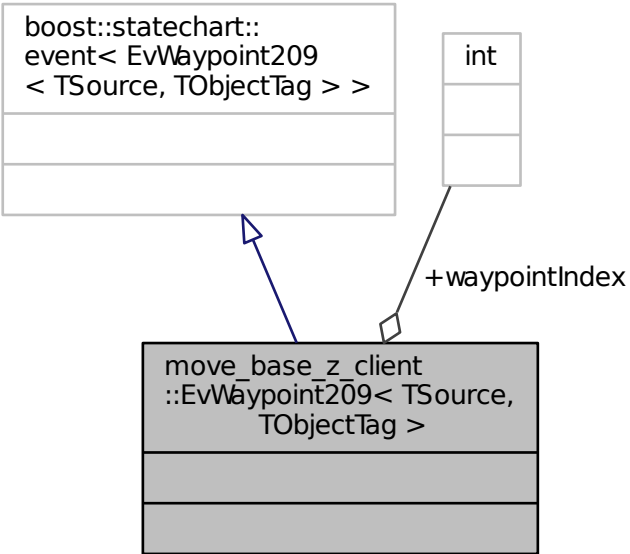 boost::statechart::
event< EvWaypoint209
< TSource, TObjectTag > >
int
+waypointIndex
move_base_z_client
::EvWaypoint209< TSource,
TObjectTag >